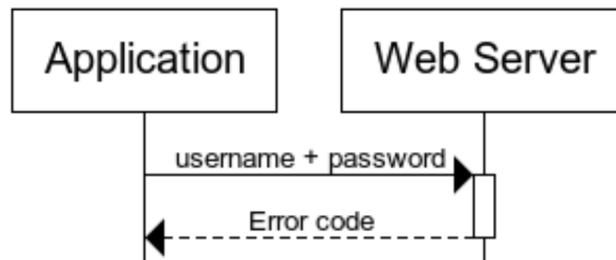 Application
Web Server
username + password
Error code